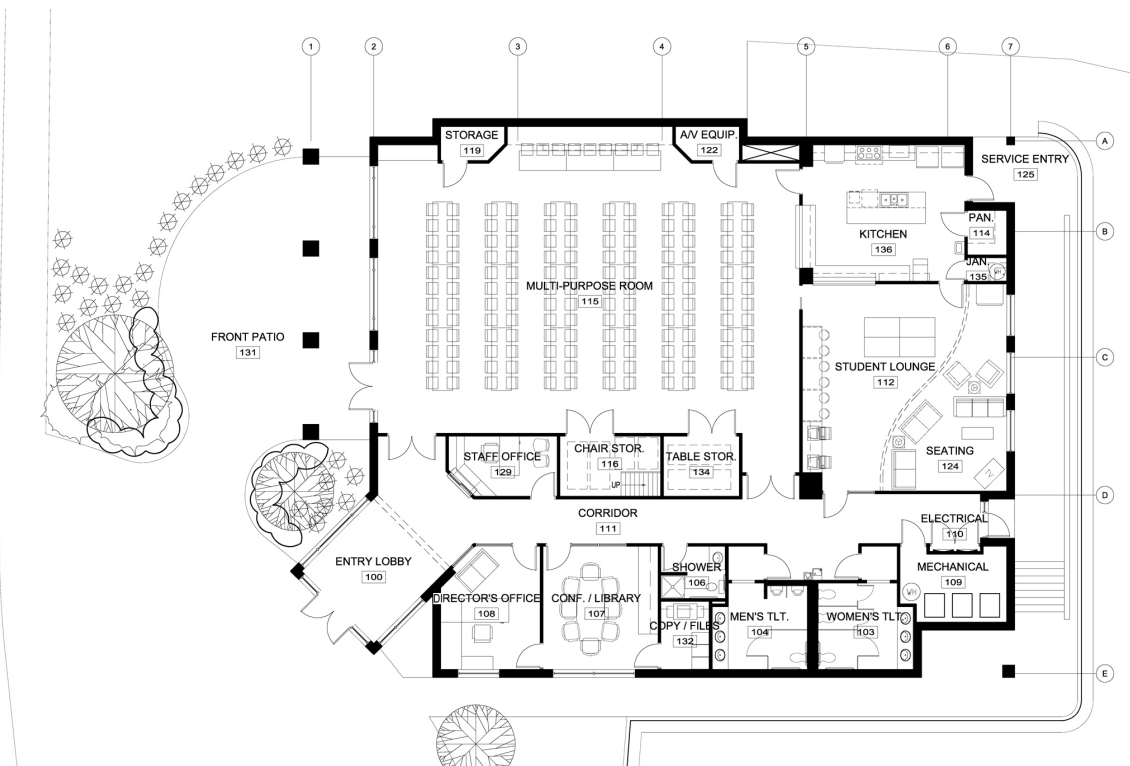 1
2
3
4
5
6
7
A
B
C
D
E
STORAGE
119
A/V EQUIP.
122
SERVICE ENTRY
125
PAN.
114
KITCHEN
136
JAN.
135
WH
MULTI-PURPOSE ROOM
115
FRONT PATIO
131
STUDENT LOUNGE
112
SEATING
124
STAFF OFFICE
129
CHAIR STOR.
116
UP
TABLE STOR.
134
CORRIDOR
111
ELECTRICAL
110
ENTRY LOBBY
100
SHOWER
106
MECHANICAL
109
WH
DIRECTOR'S OFFICE
108
CONF. / LIBRARY
107
COPY / FILES
132
MEN'S TLT.
104
WOMEN'S TLT.
103